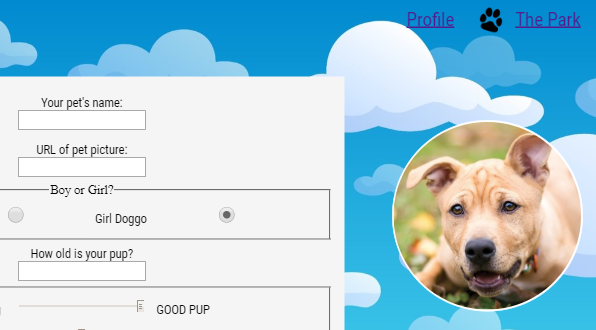 Profile The Park
Your pet's name:
URL of pet picture:
Boy or Girl?
Girl Doggo
How old is your pup?
GOOD PUP